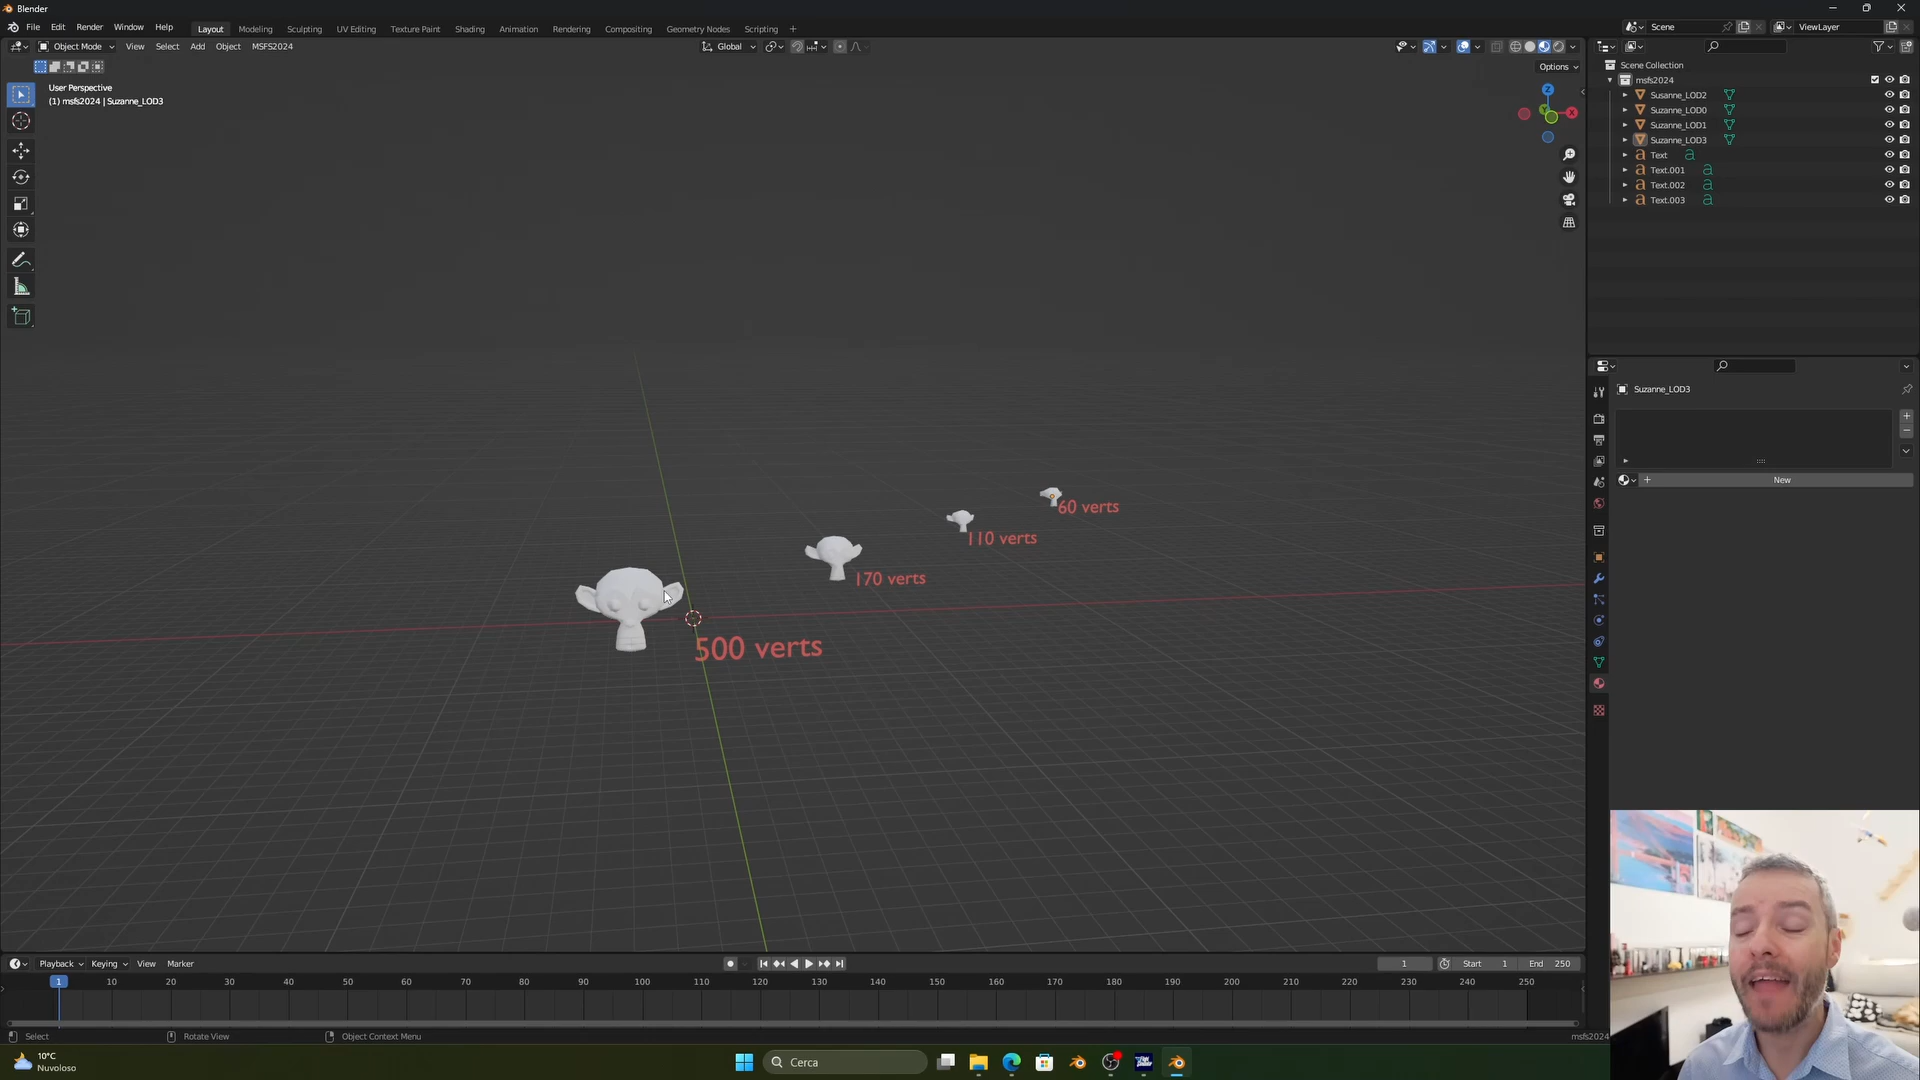 Blender
File Edit Render Window Help
Layout Modeling Sculpting UV Editing Texture Paint Shading Animation Rendering Compositing Geometry Nodes Scripting +
Scene
ViewLayer
Object Mode View Select Add Object MSFS2024
Global
Options
User Perspective
(1) msfs2024 | Suzanne_LOD3
Z
Y
X
Scene Collection
msfs2024
Susanne_LOD2
Suzanne_LOD0
Suzanne_LOD1
Suzanne_LOD3
Text
Text.001
Text.002
Text.003
60 verts
110 verts
170 verts
500 verts
Suzanne_LOD3
New
Playback Keying View Marker
1 Start 1 End 250
1 10 20 30 40 50 60 70 80 90 100 110 120 130 140 150 160 170 180 190 200 210 220 230 240 250
Select Rotate View Object Context Menu
msfs2024
10°C
Nuvoloso
Cerca